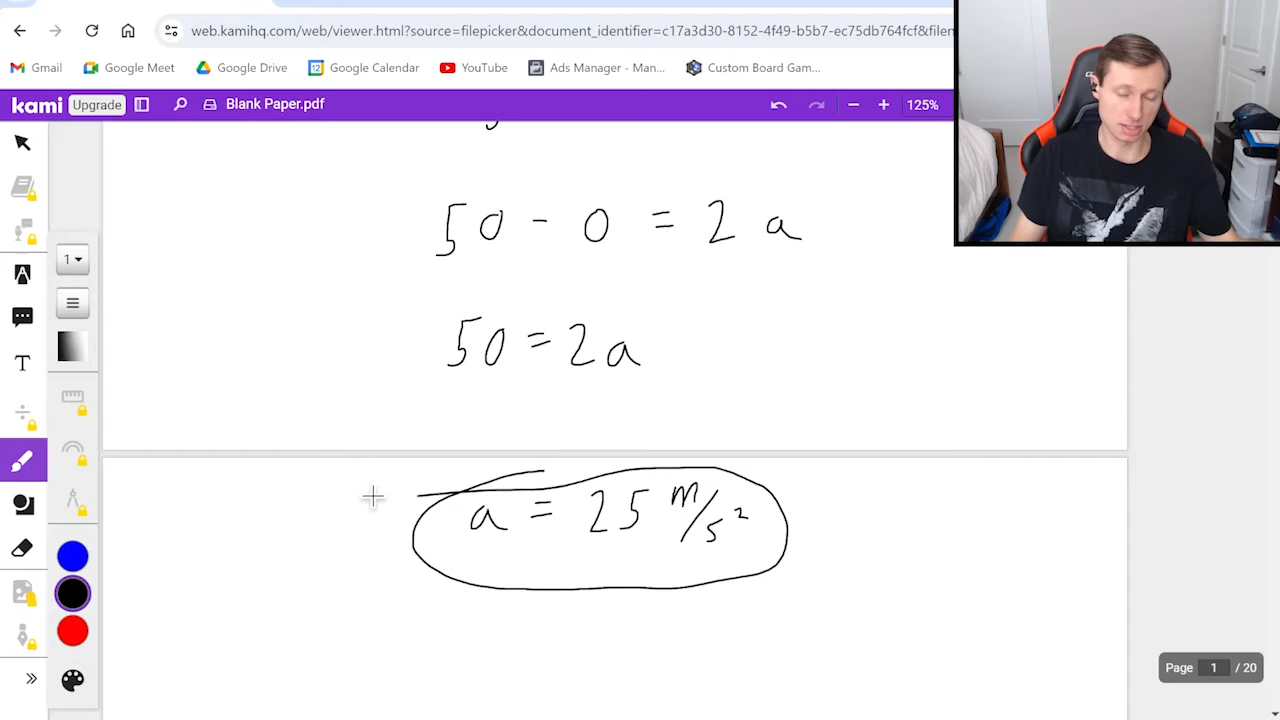 web.kamihq.com/web/viewer.html?source=filepicker&document_identifier=c17a3d30-8152-4f49-b5b7-ec75db764fcf&filen
Gmail Google Meet Google Drive Google Calendar YouTube Ads Manager - Man... Custom Board Gam...
kami Upgrade Blank Paper.pdf 125%
50 - 0 = 2 a
1
50 = 2a
a = 25 m/s²
Page 1 / 20